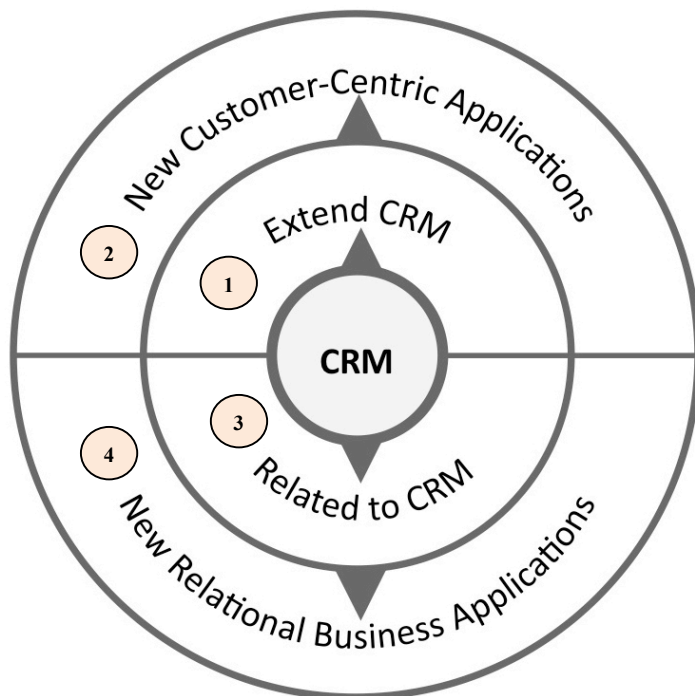 New Customer-Centric Applications
Extend CRM
2
1
CRM
3
4
Related to CRM
New Relational Business Applications